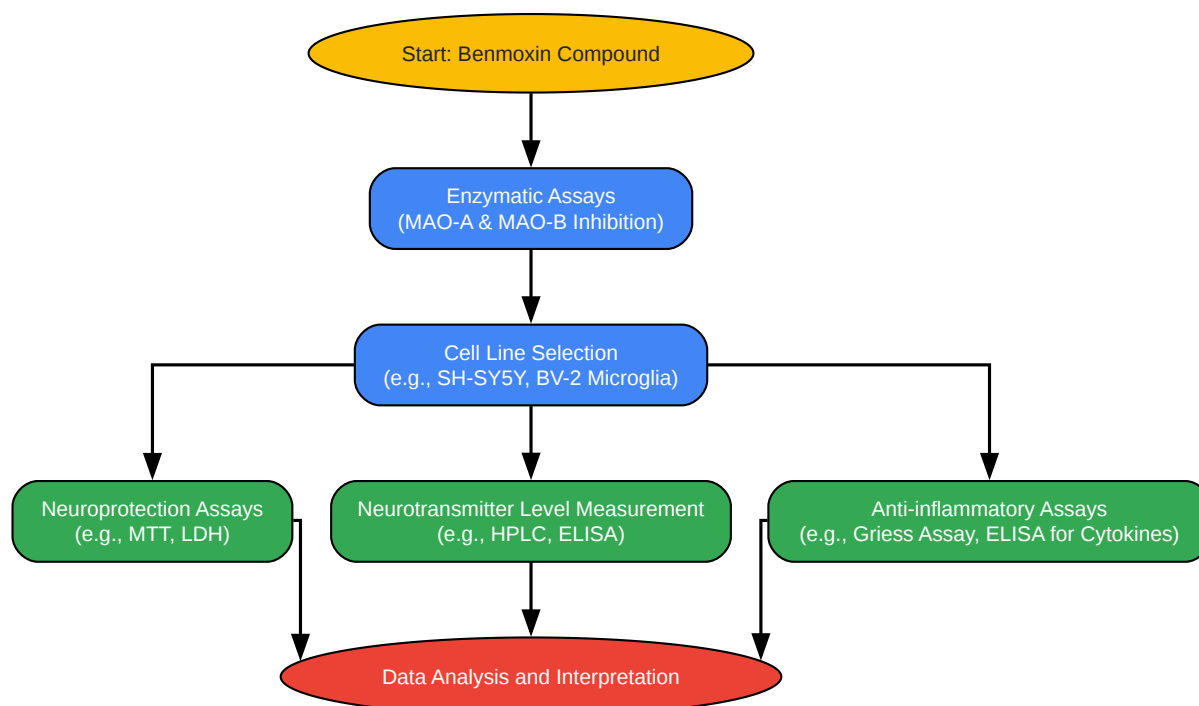 Start: Benmoxin Compound
Enzymatic Assays
(MAO-A & MAO-B Inhibition)
Cell Line Selection
(e.g., SH-SY5Y, BV-2 Microglia)
Neuroprotection Assays
(e.g., MTT, LDH)
Neurotransmitter Level Measurement
(e.g., HPLC, ELISA)
Anti-inflammatory Assays
(e.g., Griess Assay, ELISA for Cytokines)
Data Analysis and Interpretation